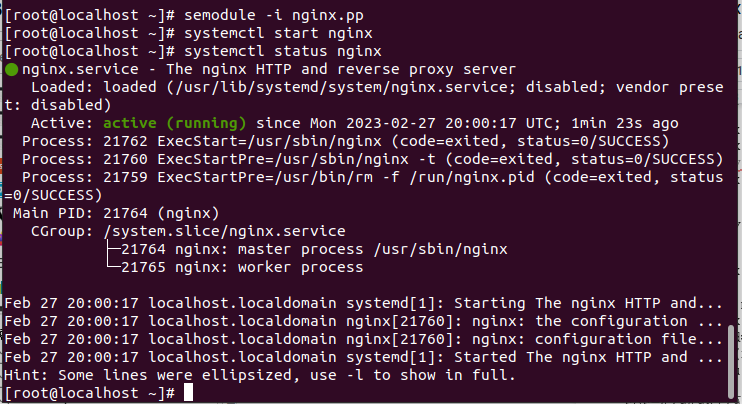 [root@localhost ~]# semodule -i nginx.pp
[root@localhost ~]# systemctl start nginx
[root@localhost ~]# systemctl status nginx
● nginx.service - The nginx HTTP and reverse proxy server
   Loaded: loaded (/usr/lib/systemd/system/nginx.service; disabled; vendor prese
t: disabled)
   Active: active (running) since Mon 2023-02-27 20:00:17 UTC; 1min 23s ago
  Process: 21762 ExecStart=/usr/sbin/nginx (code=exited, status=0/SUCCESS)
  Process: 21760 ExecStartPre=/usr/sbin/nginx -t (code=exited, status=0/SUCCESS)
  Process: 21759 ExecStartPre=/usr/bin/rm -f /run/nginx.pid (code=exited, status
=0/SUCCESS)
 Main PID: 21764 (nginx)
   CGroup: /system.slice/nginx.service
           ├─21764 nginx: master process /usr/sbin/nginx
           └─21765 nginx: worker process

Feb 27 20:00:17 localhost.localdomain systemd[1]: Starting The nginx HTTP and...
Feb 27 20:00:17 localhost.localdomain nginx[21760]: nginx: the configuration ...
Feb 27 20:00:17 localhost.localdomain nginx[21760]: nginx: configuration file...
Feb 27 20:00:17 localhost.localdomain systemd[1]: Started The nginx HTTP and ...
Hint: Some lines were ellipsized, use -l to show in full.
[root@localhost ~]#